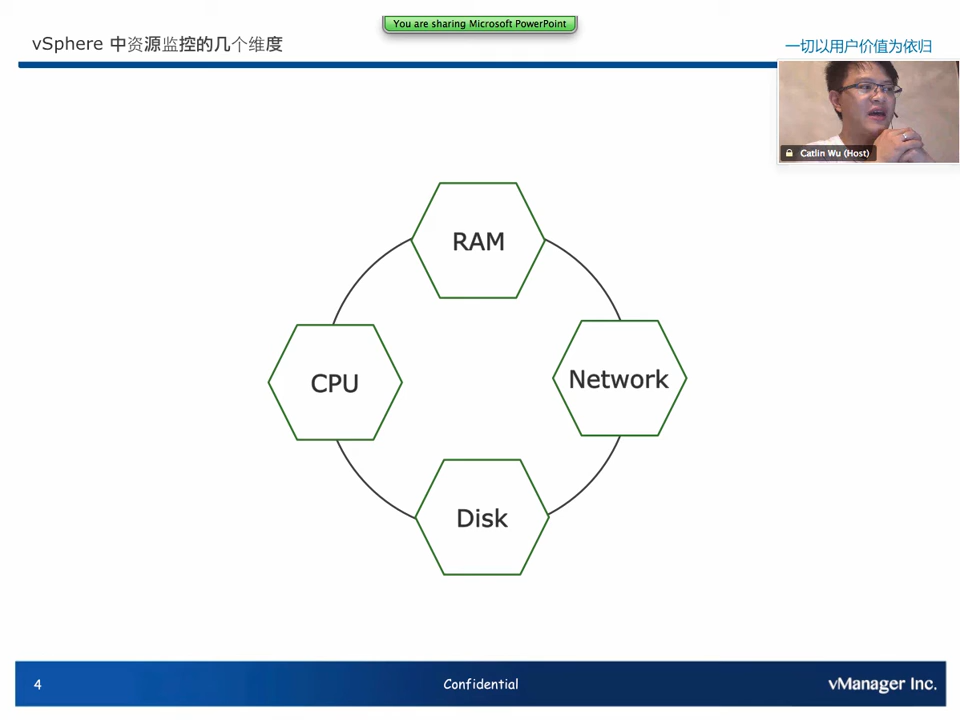 You are sharing Microsoft PowerPoint
vSphere 中资源监控的几个维度
一切以用户价值为依归
Catlin Wu (Host)
RAM
CPU
Network
Disk
4
Confidential
vManager Inc.